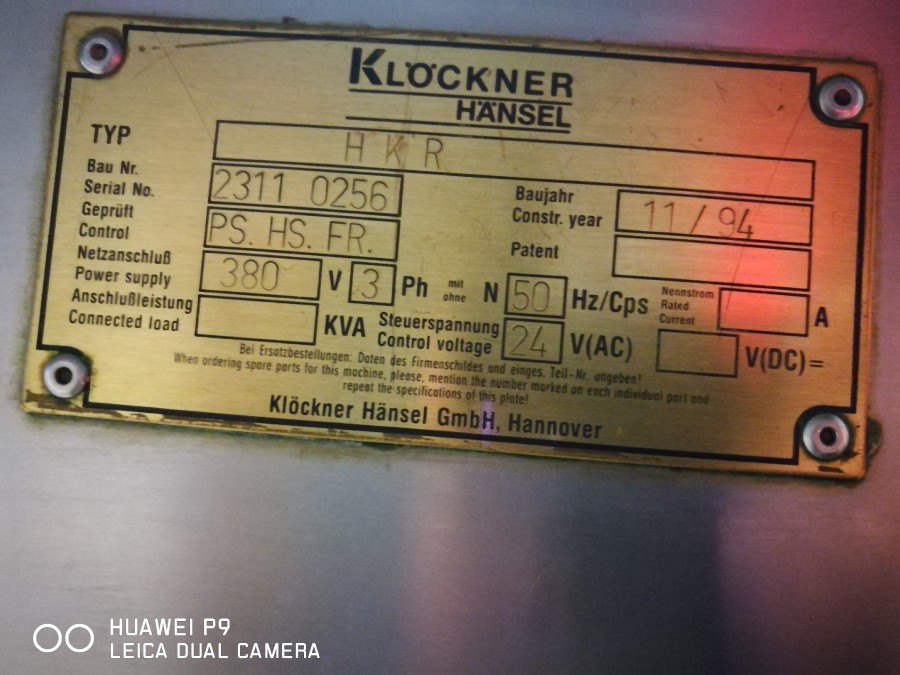 KLÖCKNER
HÄNSEL
TYP HKR
Bau Nr.
Serial No. 2311 0256
Baujahr
Constr. year 11/94
Geprüft
Control PS. HS. FR.
Patent
Netzanschluß
Power supply 380 V 3 Ph mit
ohne N 50 Hz/Cps Nennstrom
Rated
Current A
Anschlußleistung
Connected load KVA Steuerspannung
Control voltage 24 V(AC) V(DC)=
Bei Ersatzbestellungen: Daten des Firmenschildes und einges. Teil-Nr. angeben!
When ordering spare parts for this machine, please, mention the number marked on each individual part and
repeat the specifications of this plate!
Klöckner Hänsel GmbH, Hannover
HUAWEI P9
LEICA DUAL CAMERA